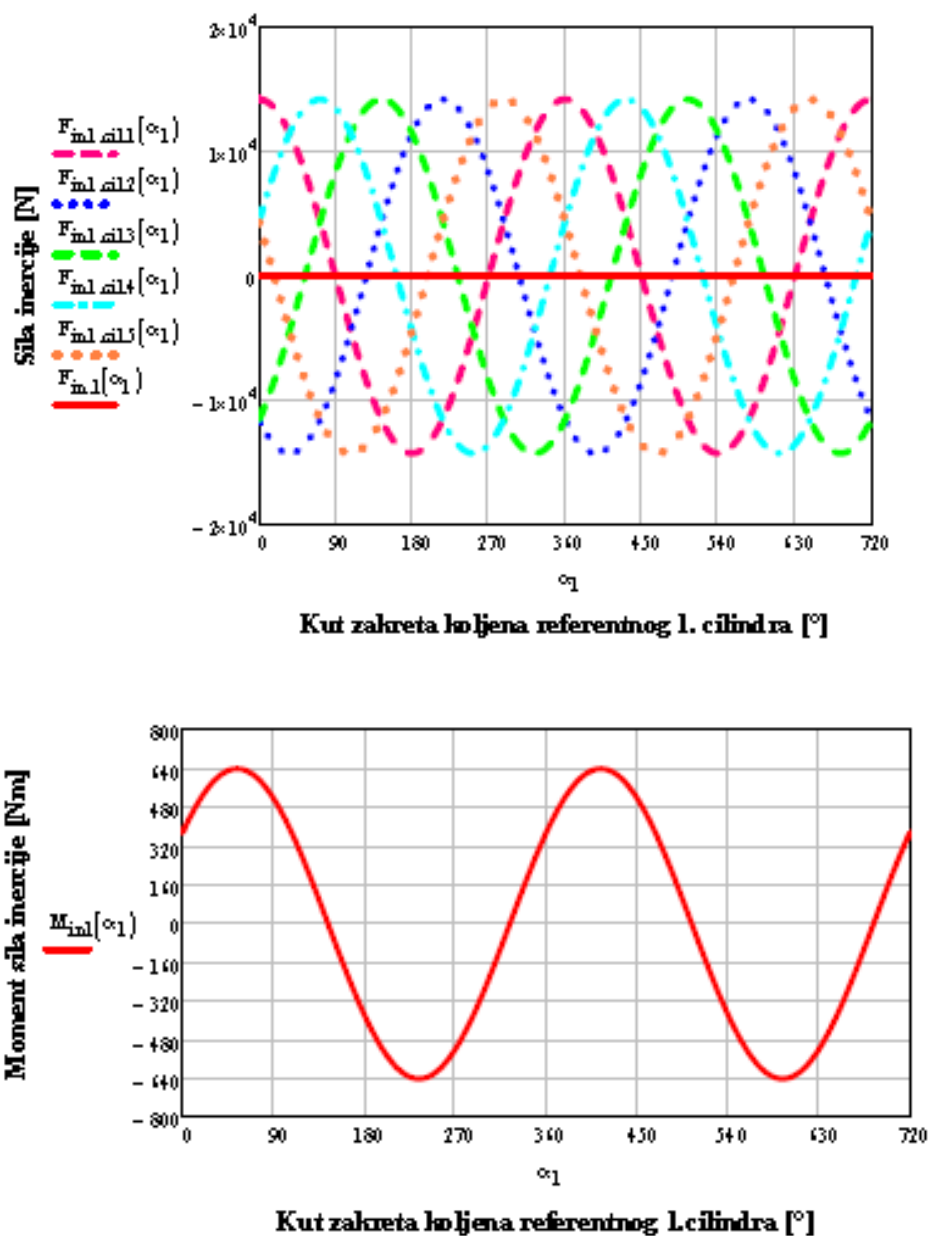 2×10⁴
1×10⁴
0
− 1×10⁴
− 2×10⁴
Sila inercije [N]
F_in1.cil1(α₁)
F_in1.cil2(α₁)
F_in1.cil3(α₁)
F_in1.cil4(α₁)
F_in1.cil5(α₁)
F_in.1(α₁)
0 90 180 270 360 450 540 630 720
α₁
Kut zakreta koljena referentnog 1. cilindra [°]
800
640
480
320
160
0
− 160
− 320
− 480
− 640
− 800
Moment sila inercije [Nm]
M_in1(α₁)
0 90 180 270 360 450 540 630 720
α₁
Kut zakreta koljena referentnog 1.cilindra [°]